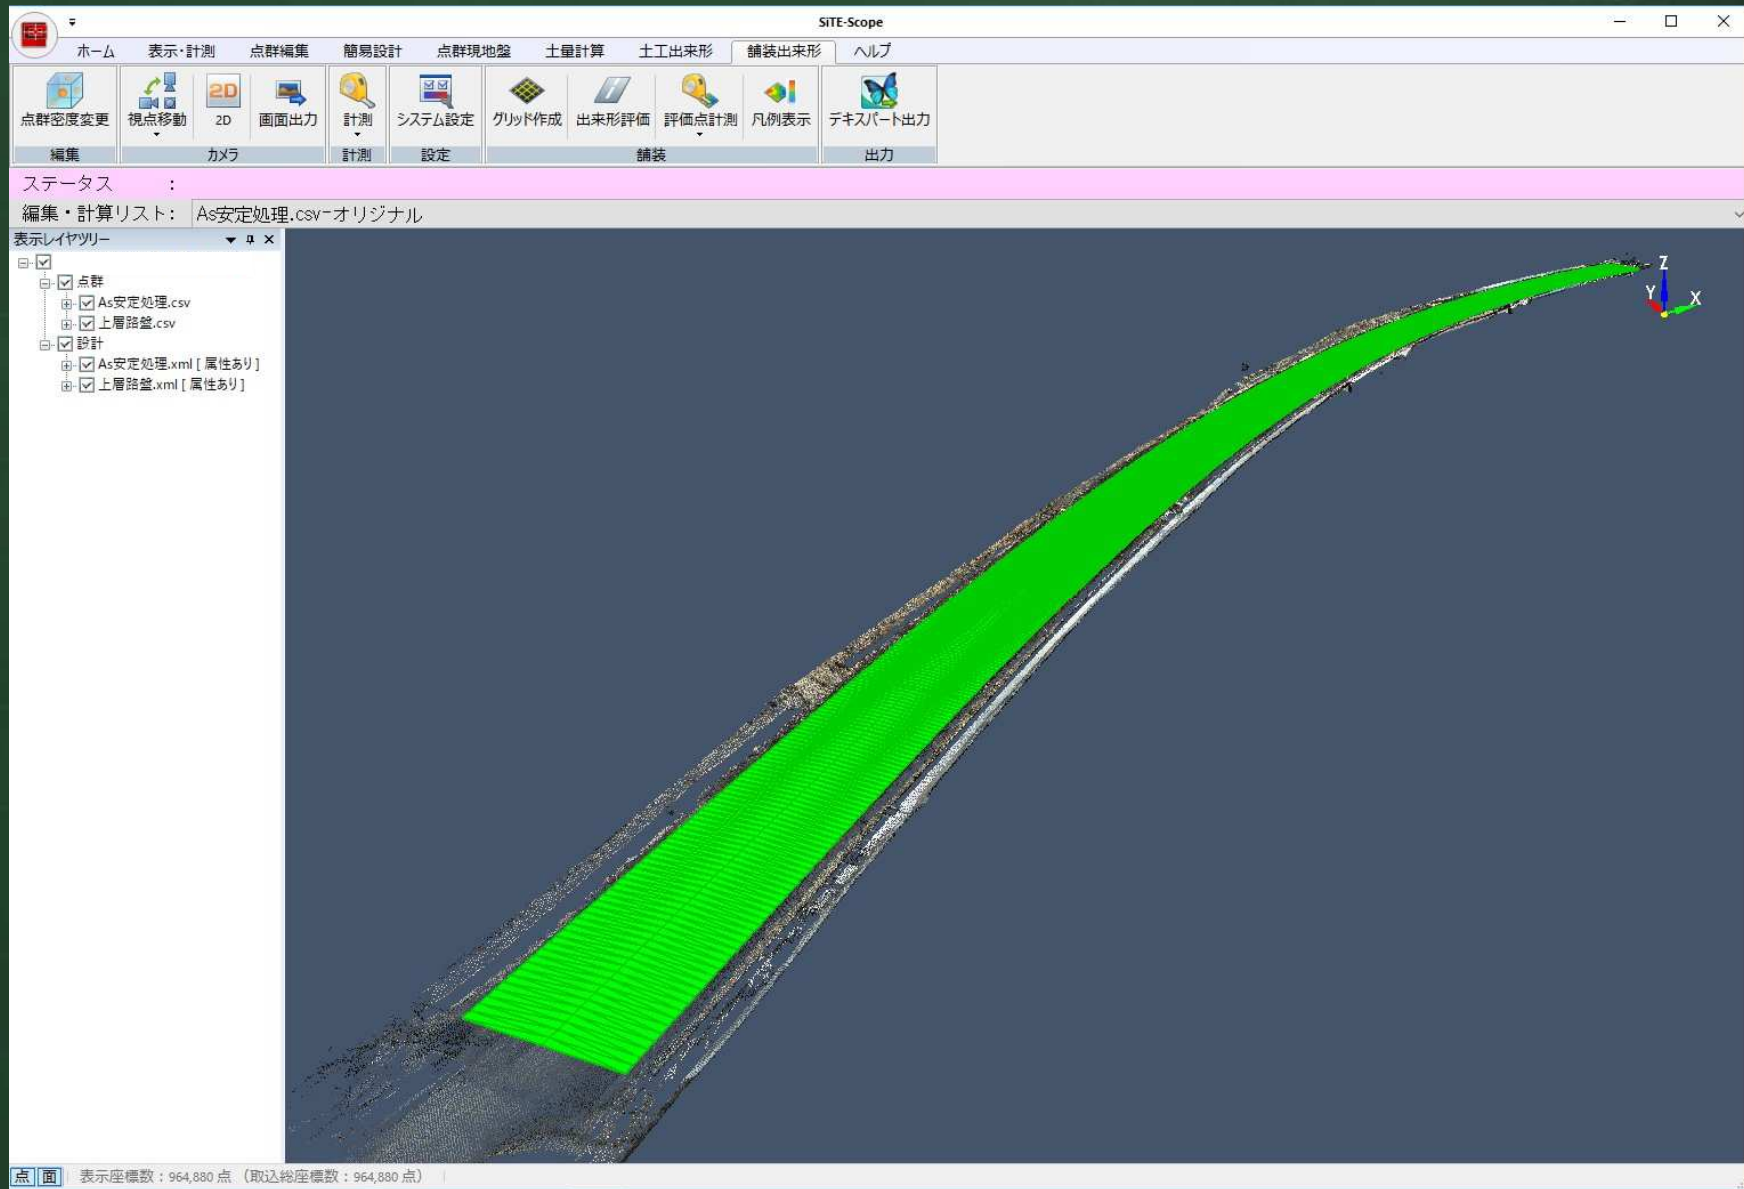 SiTE-Scope
ホーム 表示・計測 点群編集 簡易設計 点群現地盤 土量計算 土工出来形 舗装出来形 ヘルプ
2D
点群密度変更 視点移動 2D 画面出力 計測 システム設定 グリッド作成 出来形評価 評価点計測 凡例表示 デキスパート出力
編集 カメラ 計測 設定 舗装 出力
ステータス :
編集・計算リスト: As安定処理.csv-オリジナル
表示レイヤツリー
点群
As安定処理.csv
上層路盤.csv
設計
As安定処理.xml [ 属性あり ]
上層路盤.xml [ 属性あり ]
Z
Y X
点 面 表示座標数：964,880 点 （取込総座標数：964,880 点）